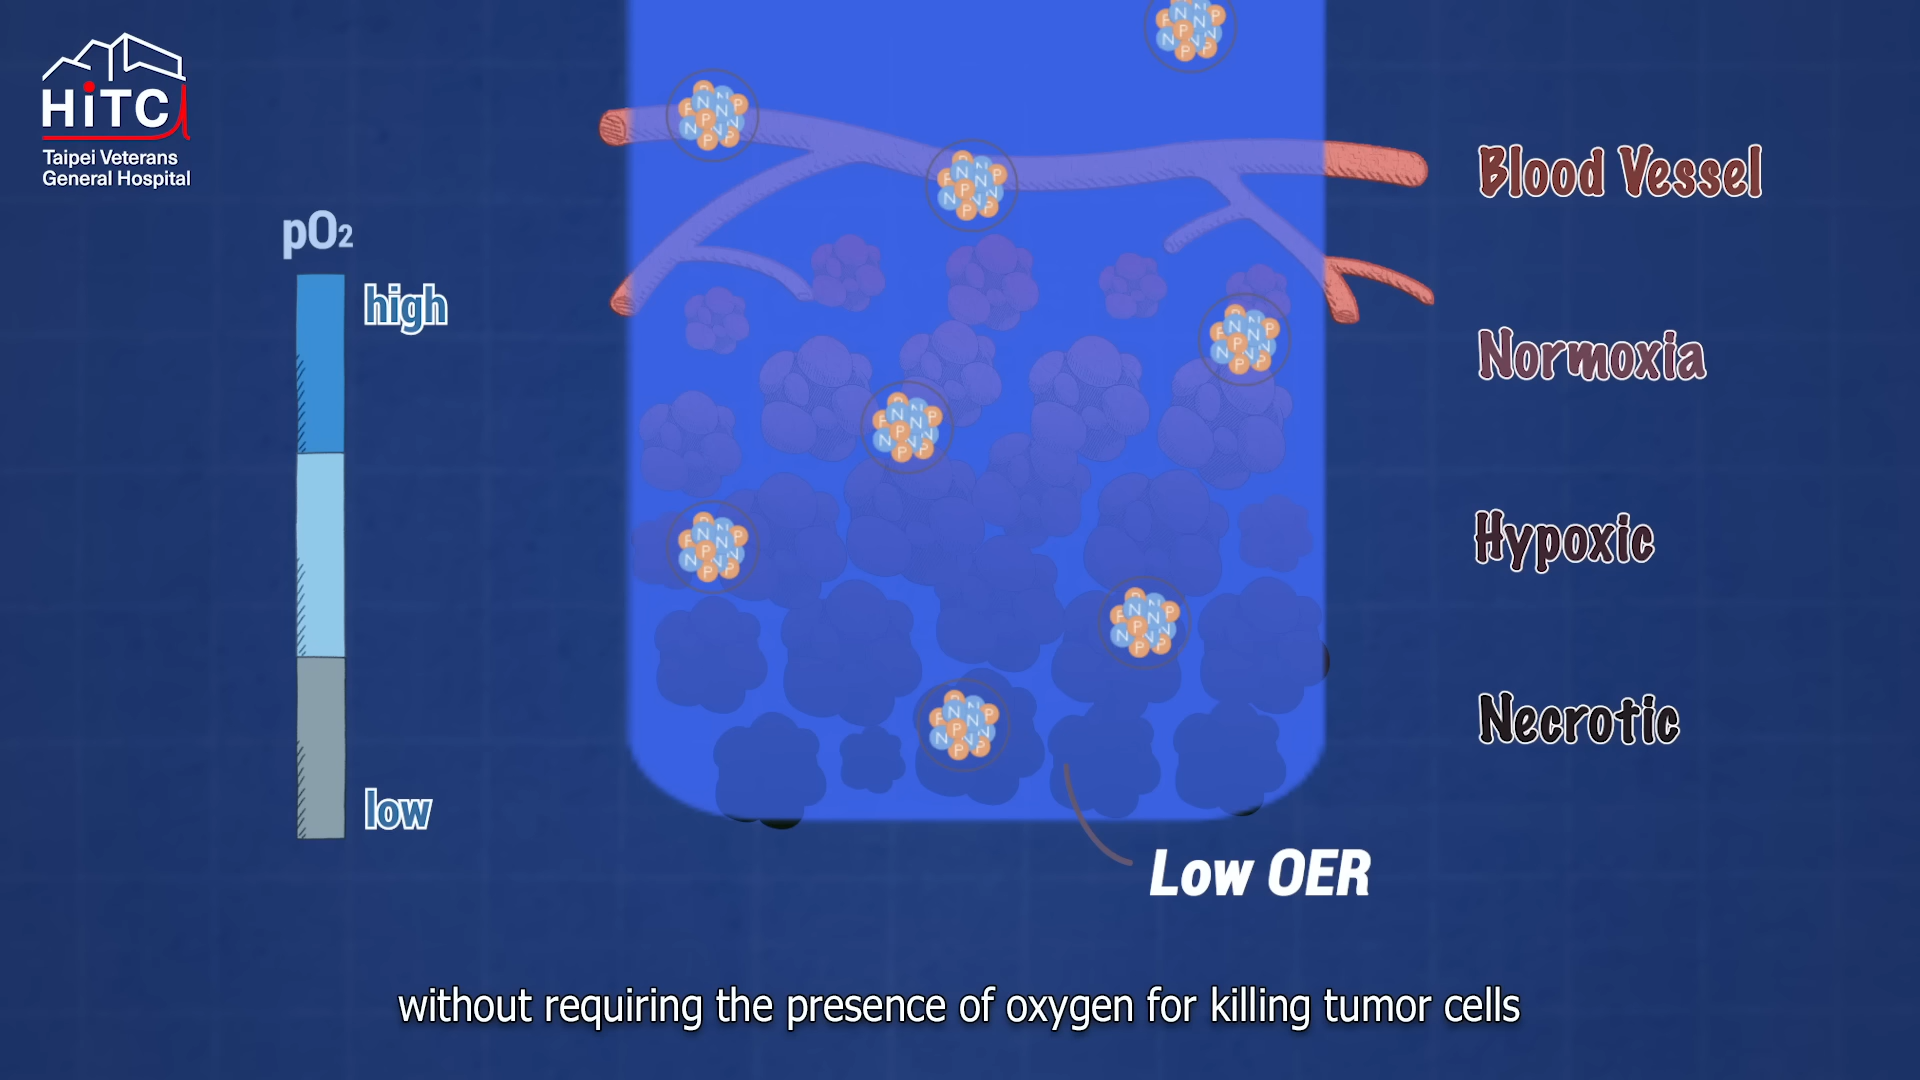 HiTC
Taipei Veterans
General Hospital
pO2
high
low
Blood Vessel
Normoxia
Hypoxic
Necrotic
Low OER
without requiring the presence of oxygen for killing tumor cells